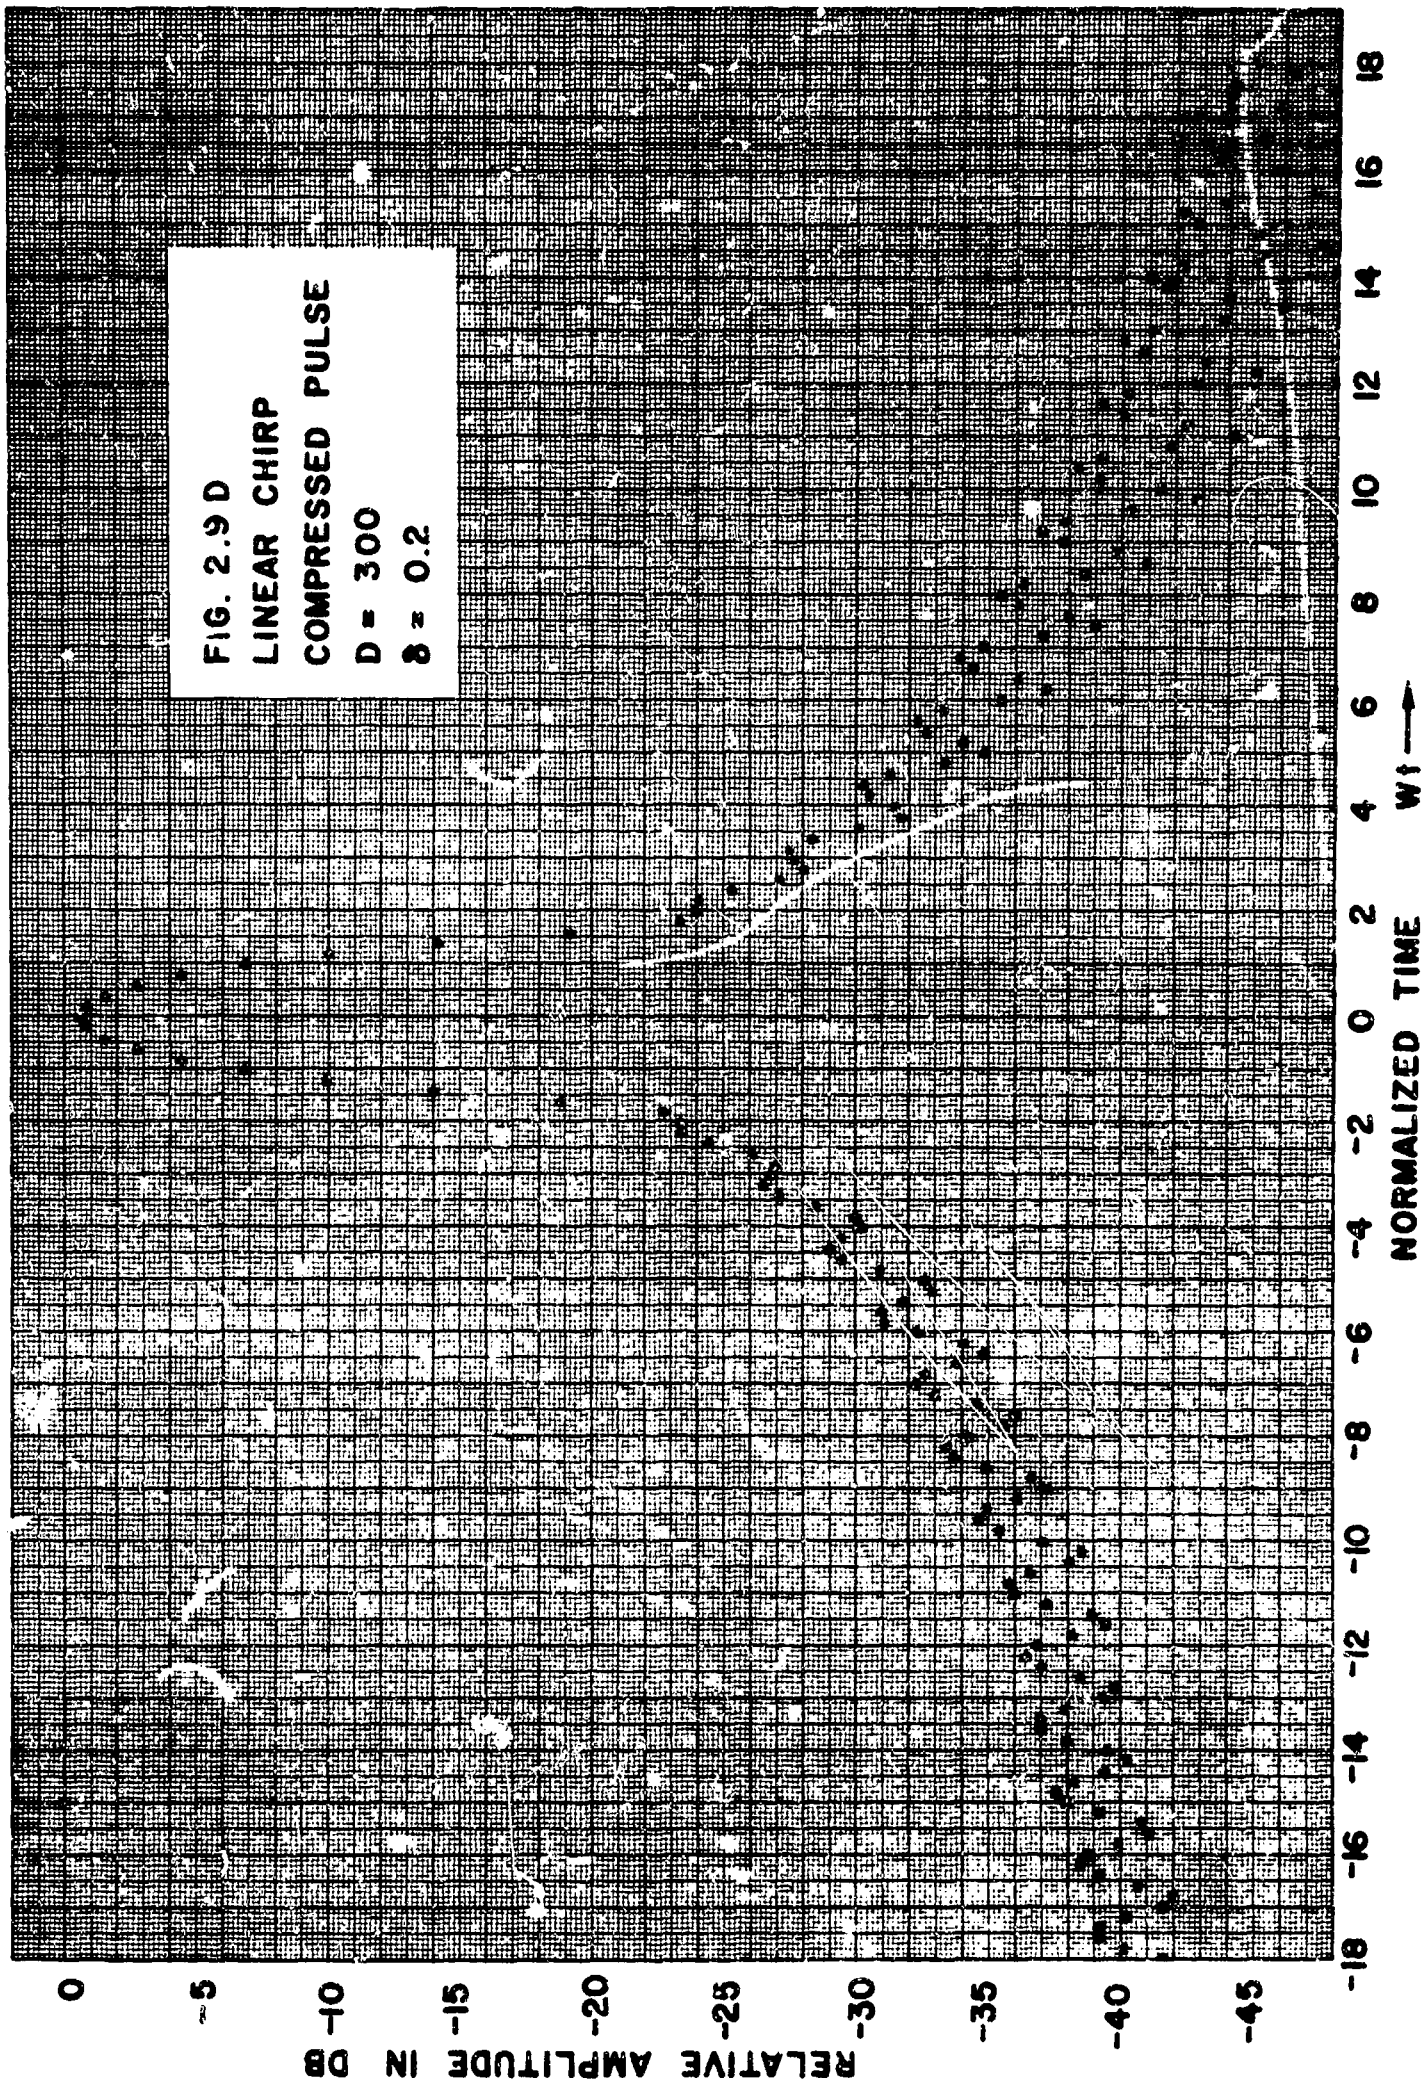 FIG. 2.9 D
LINEAR CHIRP
COMPRESSED PULSE
D = 300
δ = 0.2
RELATIVE AMPLITUDE IN DB
0
-5
-10
-15
-20
-25
-30
-35
-40
-45
-18 -16 -14 -12 -10 -8 -6 -4 -2 0 2 4 6 8 10 12 14 16 18
NORMALIZED TIME Wt →